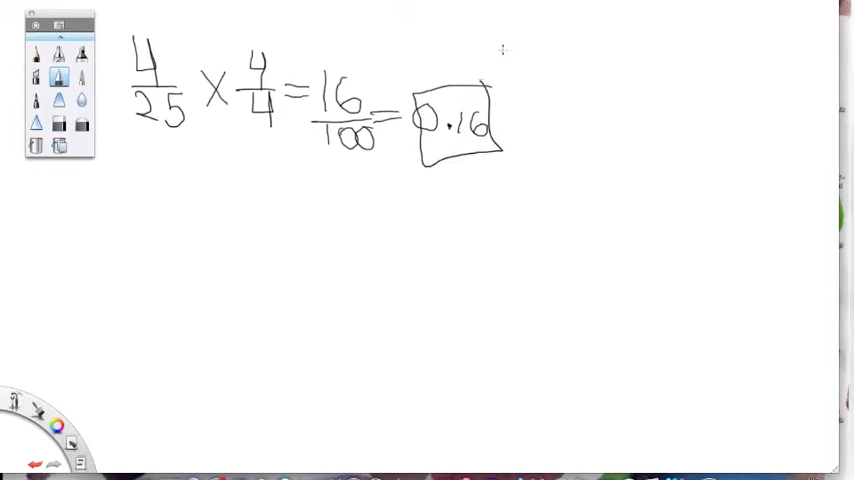 4/25 X 4/4 = 16/100 = 0.16